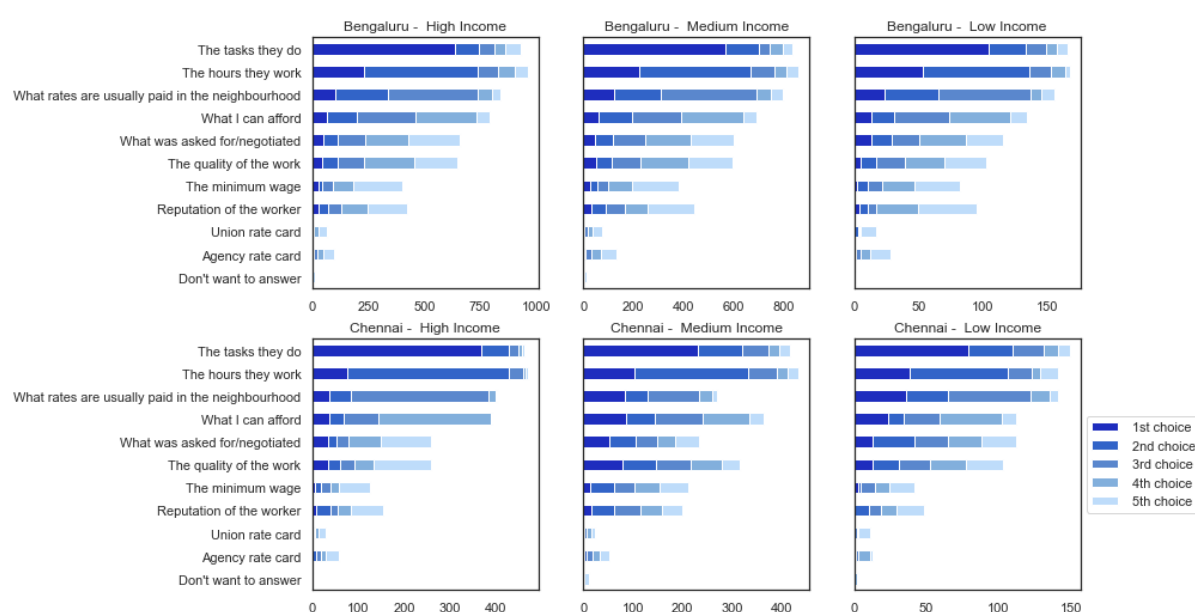 Bengaluru -  High Income
Bengaluru -  Medium Income
Bengaluru -  Low Income
The tasks they do
The hours they work
What rates are usually paid in the neighbourhood
What I can afford
What was asked for/negotiated
The quality of the work
The minimum wage
Reputation of the worker
Union rate card
Agency rate card
Don't want to answer
0 250 500 750 1000
0 200 400 600 800
0 50 100 150
Chennai -  High Income
Chennai -  Medium Income
Chennai -  Low Income
The tasks they do
The hours they work
What rates are usually paid in the neighbourhood
What I can afford
What was asked for/negotiated
The quality of the work
The minimum wage
Reputation of the worker
Union rate card
Agency rate card
Don't want to answer
1st choice
2nd choice
3rd choice
4th choice
5th choice
0 200 400
0 100 200 300 400
0 50 100 150